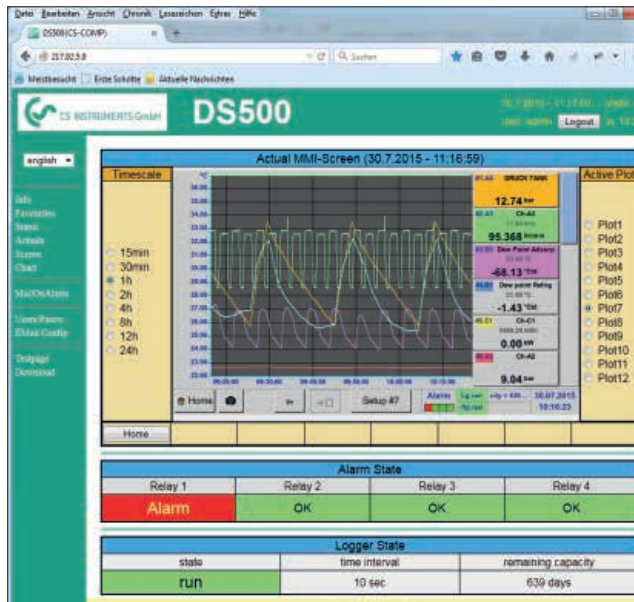 Datei Bearbeiten Ansicht Chronik Lesezeichen Extras Hilfe
DS500(CS-COMP)
Suchen
Meistbesucht Erste Schritte Aktuelle Nachrichten
CS INSTRUMENTS GmbH
DS500
Logout
english
Actual MMI-Screen (30.7.2015 - 11:16:59)
Timescale
Active Plot
Info
Favourites
Status
Actuals
Screen
Chart
MailOnAlarm
EMail Config
Testpage
Download
15min
30min
1h
2h
4h
8h
12h
24h
°C
DRUCK TANK
12.74 bar
Ch-A3
95.368
Dew Point Adsorp
-68.13 °Ctd
Dew point Refrig
-1.43 °Ctd
Ch-C1
0.00 kW
Ch-A2
9.04 bar
Plot1
Plot2
Plot3
Plot4
Plot5
Plot6
Plot7
Plot8
Plot9
Plot10
Plot11
Plot12
Home
Setup #7
Alarm
30.07.2015
10:16:23
Home
Alarm State
Relay 1 Relay 2 Relay 3 Relay 4
Alarm OK OK OK
Logger State
state time interval remaining capacity
run 10 sec 639 days